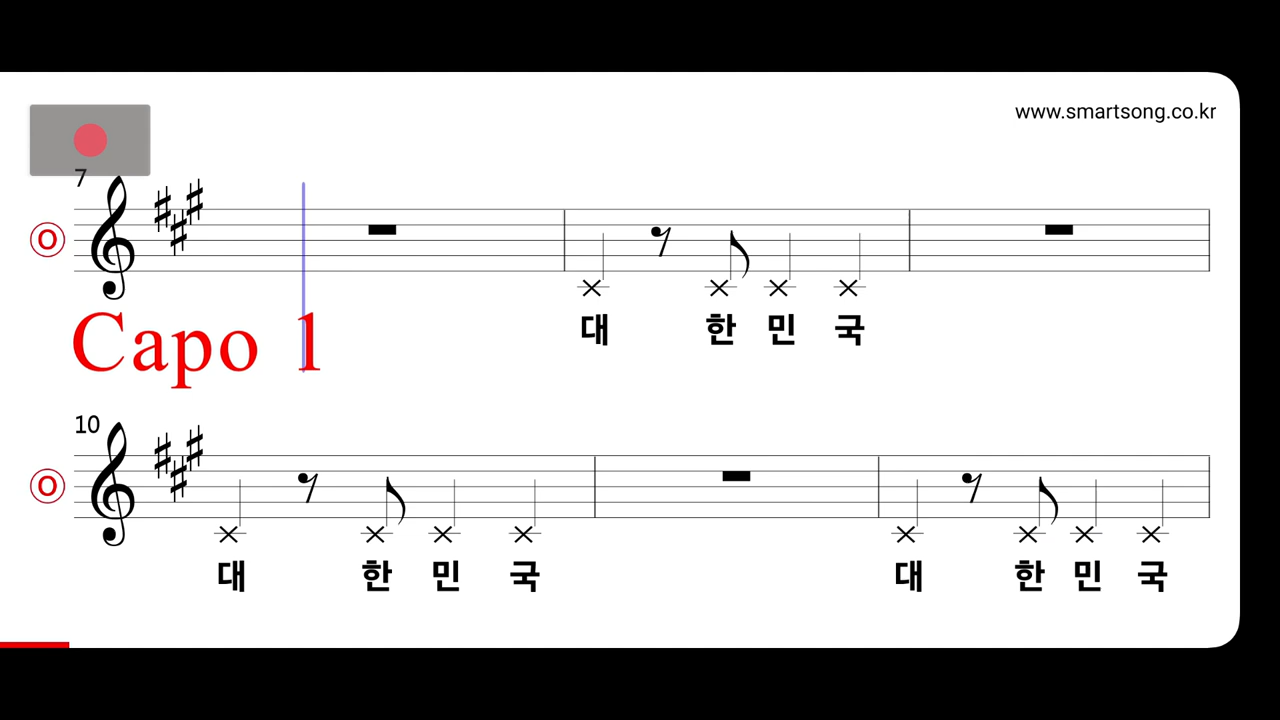 www.smartsong.co.kr
7
O
Capo 1
대 한 민 국
10
O
대 한 민 국 대 한 민 국